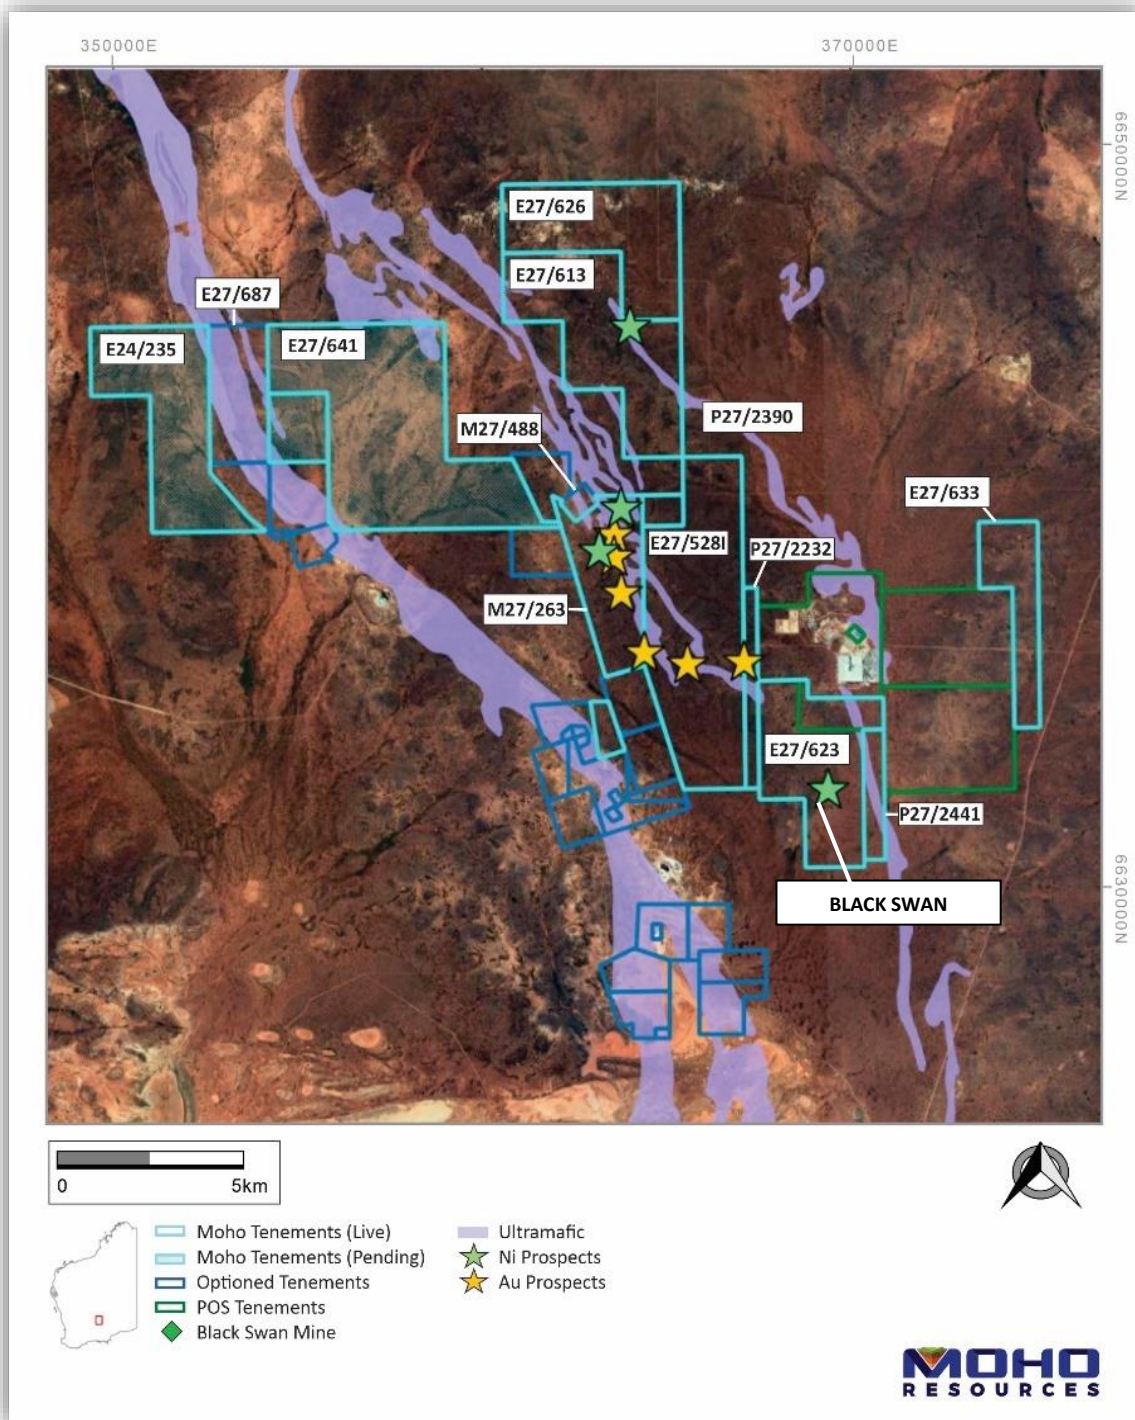 350000E
370000E
6650000N
E27/626
E27/613
E27/687
E24/235
E27/641
P27/2390
M27/488
E27/633
E27/528I
P27/2232
M27/263
E27/623
P27/2441
BLACK SWAN
6630000N
0 5km
Moho Tenements (Live)
Moho Tenements (Pending)
Optioned Tenements
POS Tenements
Black Swan Mine
Ultramafic
Ni Prospects
Au Prospects
MOHO
RESOURCES